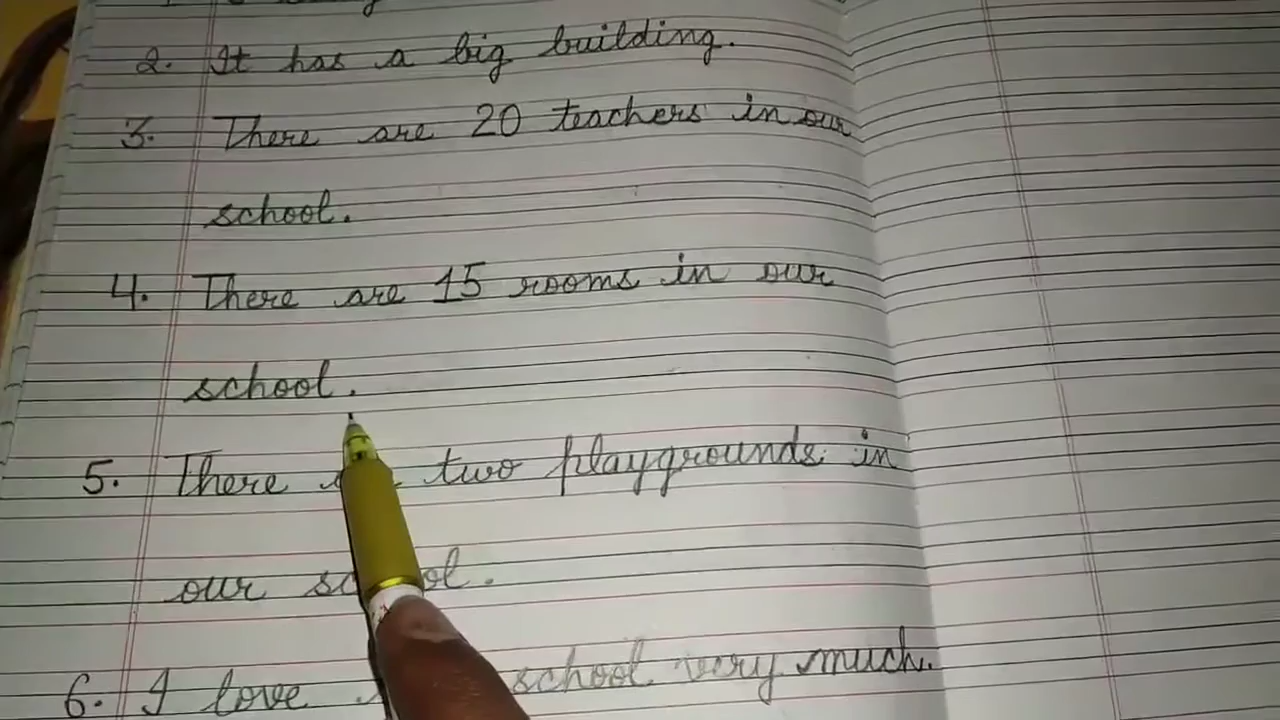 2. It has a big building.
3. There are 20 teachers in our
school.
4. There are 15 rooms in our
school.
5. There two playgrounds in
our school.
6. I love school very much.